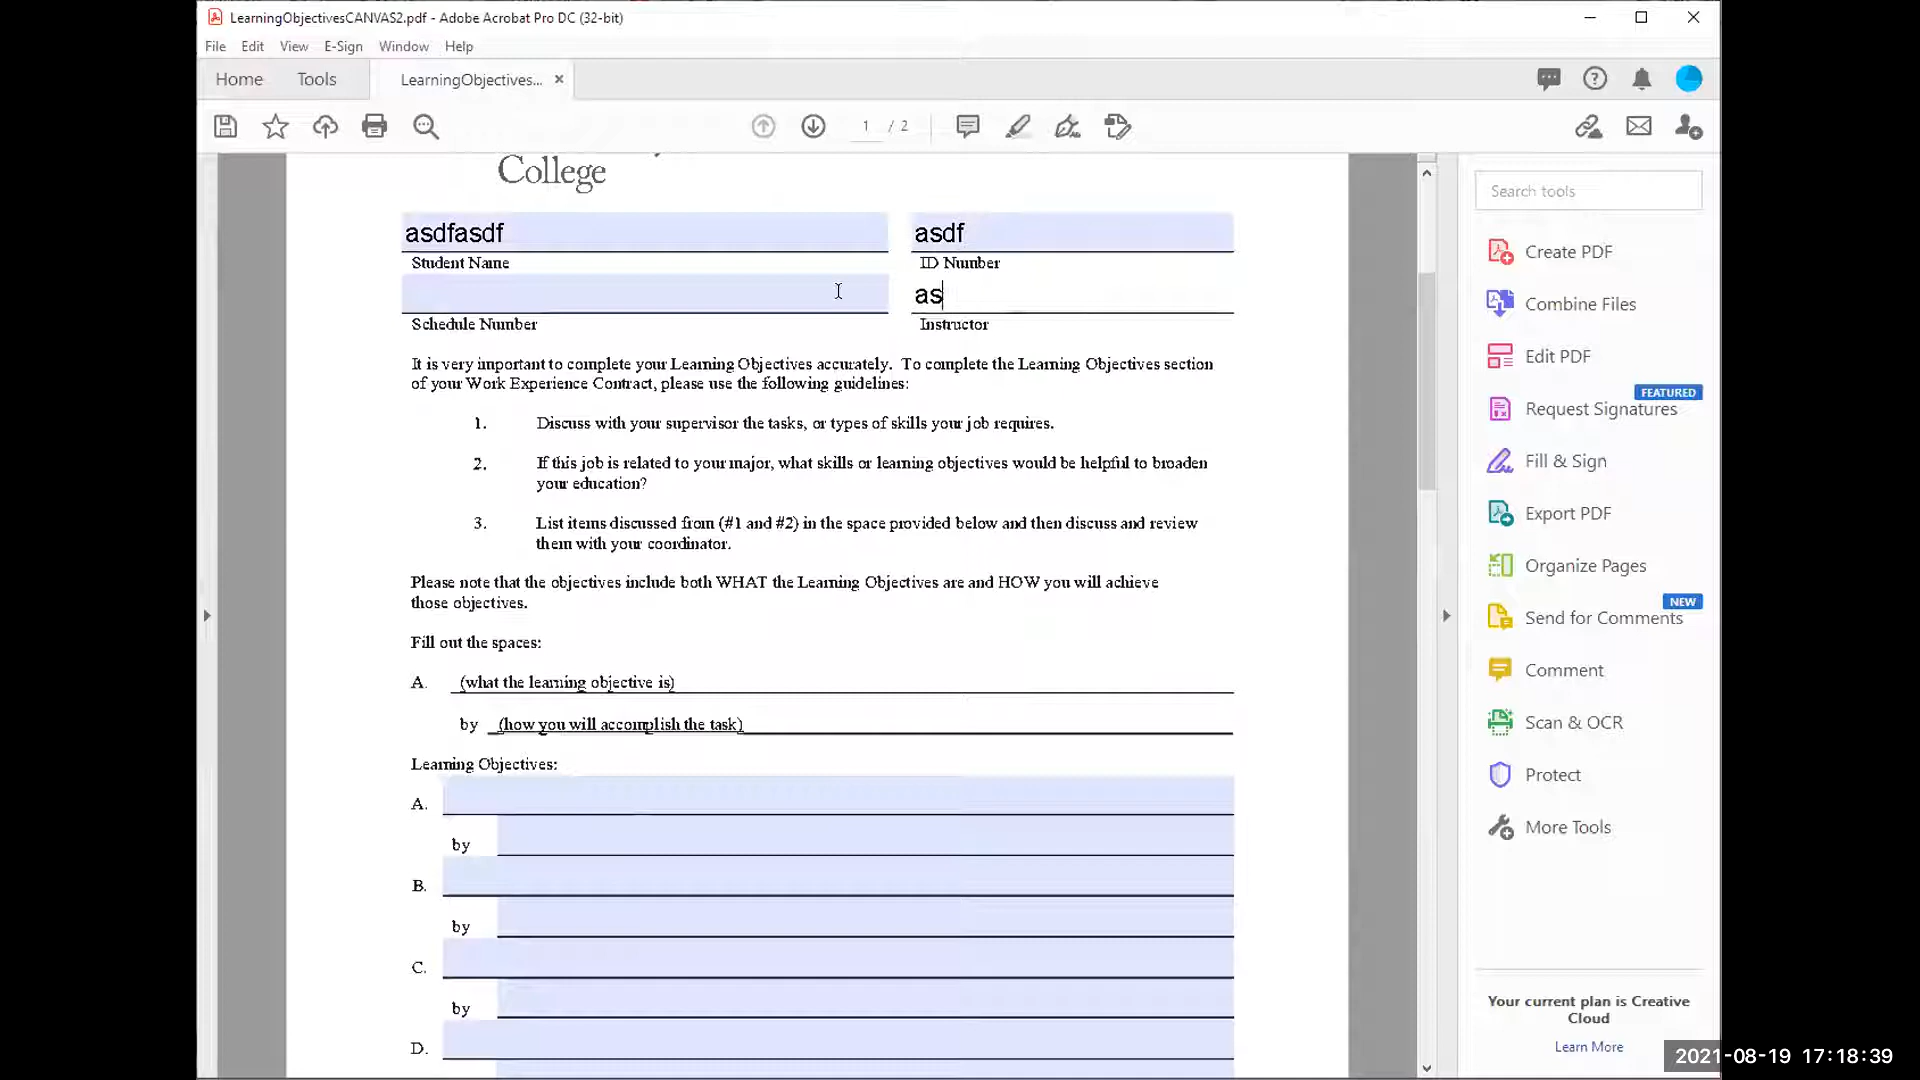 LearningObjectivesCANVAS2.pdf - Adobe Acrobat Pro DC (32-bit)
File Edit View E-Sign Window Help
Home Tools LearningObjectives... ×
1 / 2
College
Search tools
asdfasdf asdf
Student Name ID Number
as
Schedule Number Instructor
It is very important to complete your Learning Objectives accurately. To complete the Learning Objectives section
of your Work Experience Contract, please use the following guidelines:
1. Discuss with your supervisor the tasks, or types of skills your job requires.
2. If this job is related to your major, what skills or learning objectives would be helpful to broaden
your education?
3. List items discussed from (#1 and #2) in the space provided below and then discuss and review
them with your coordinator.
Please note that the objectives include both WHAT the Learning Objectives are and HOW you will achieve
those objectives.
Fill out the spaces:
A. (what the learning objective is)
by (how you will accomplish the task)
Learning Objectives:
A.
by
B.
by
C.
by
D.
Create PDF
Combine Files
Edit PDF
FEATURED
Request Signatures
Fill & Sign
Export PDF
Organize Pages
NEW
Send for Comments
Comment
Scan & OCR
Protect
More Tools
Your current plan is Creative
Cloud
Learn More
2021-08-19 17:18:39